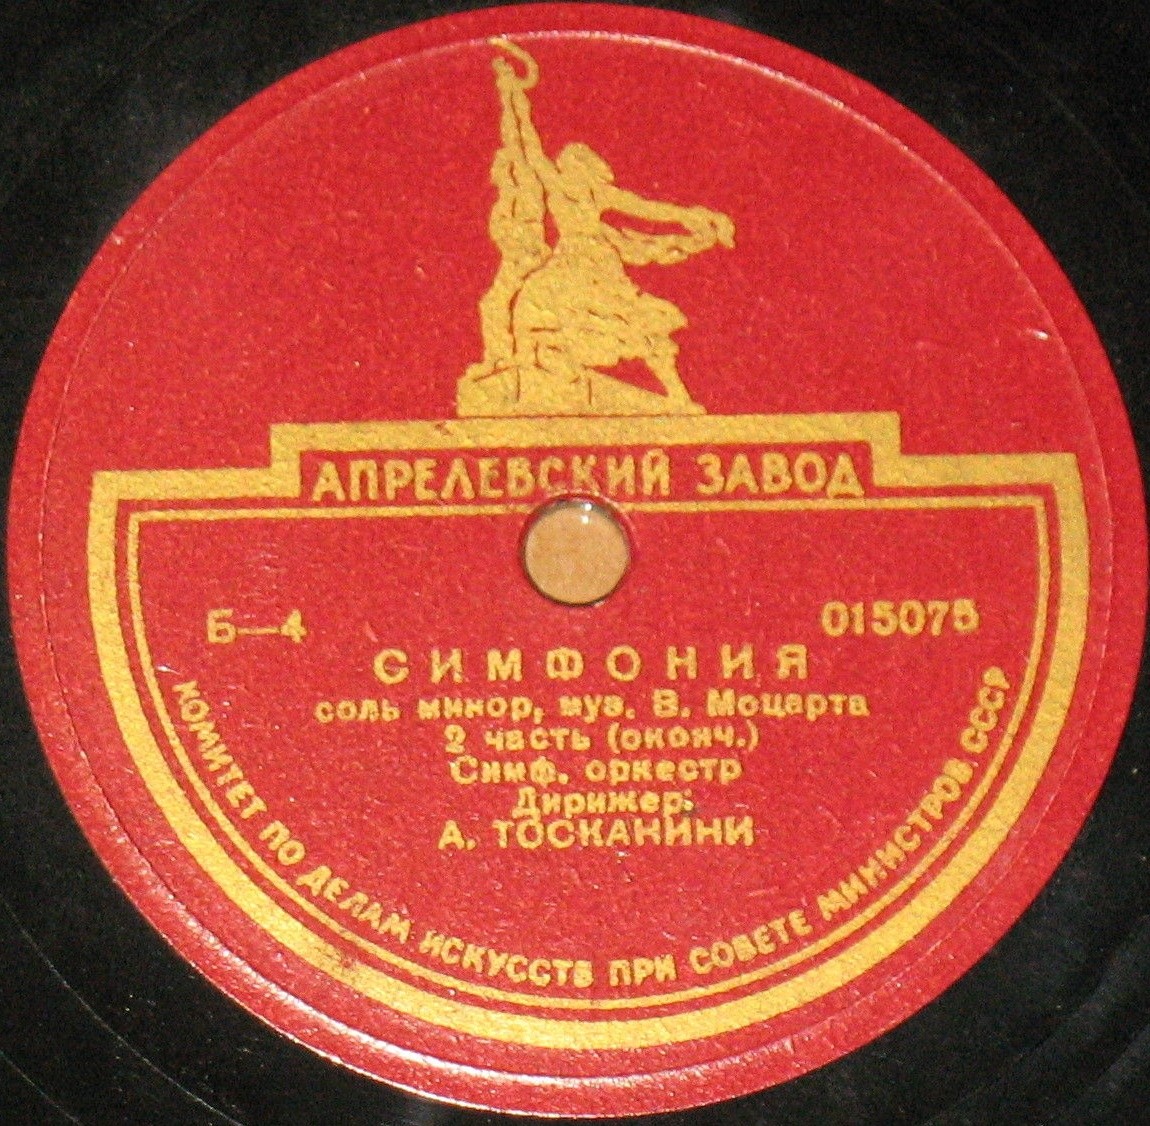 АПРЕЛЕВСКИЙ ЗАВОД
Б—4
015075
СИМФОНИЯ
соль минор, муз. В. Моцарта
2 часть (оконч.)
Симф. оркестр
Дирижер:
А. ТОСКАНИНИ
КОМИТЕТ ПО ДЕЛАМ ИСКУССТВ ПРИ СОВЕТЕ МИНИСТРОВ СССР